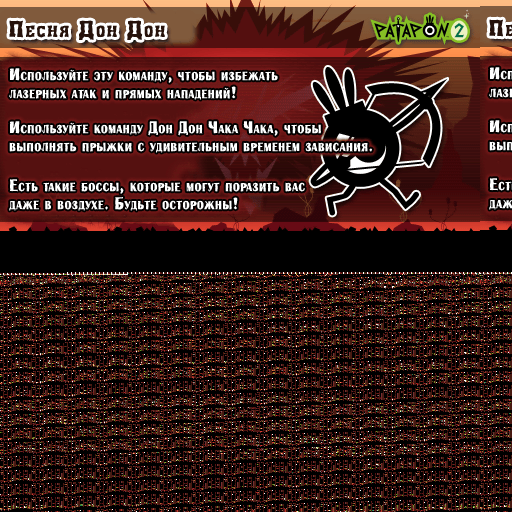 Песня Дон Дон
PATAPON 2
Используйте эту команду, чтобы избежать
лазерных атак и прямых нападений!
Используйте команду Дон Дон Чака Чака, чтобы
выполнять прыжки с удивительным временем зависания.
Есть такие боссы, которые могут поразить вас
даже в воздухе. Будьте осторожны!